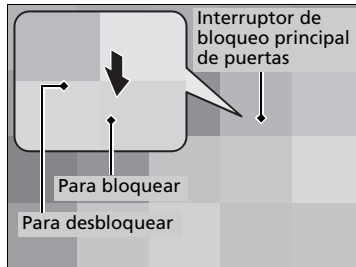 Interruptor de
bloqueo principal
de puertas
Para bloquear
Para desbloquear